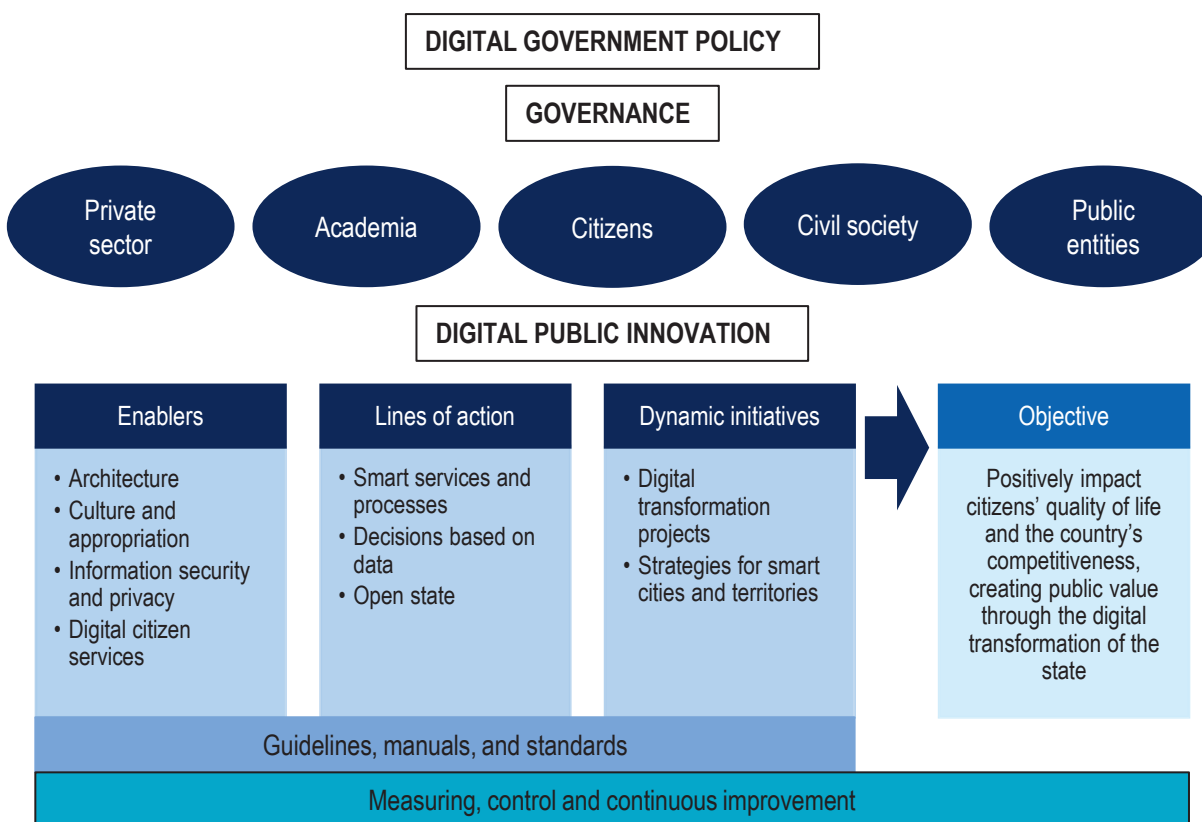 DIGITAL GOVERNMENT POLICY
GOVERNANCE
Private
sector
Academia
Citizens
Civil society
Public
entities
DIGITAL PUBLIC INNOVATION
Enablers
• Architecture
• Culture and
appropriation
• Information security
and privacy
• Digital citizen
services
Lines of action
• Smart services and
processes
• Decisions based on
data
• Open state
Dynamic initiatives
• Digital
transformation
projects
• Strategies for smart
cities and territories
Objective
Positively impact
citizens’ quality of life
and the country’s
competitiveness,
creating public value
through the digital
transformation of the
state
Guidelines, manuals, and standards
Measuring, control and continuous improvement